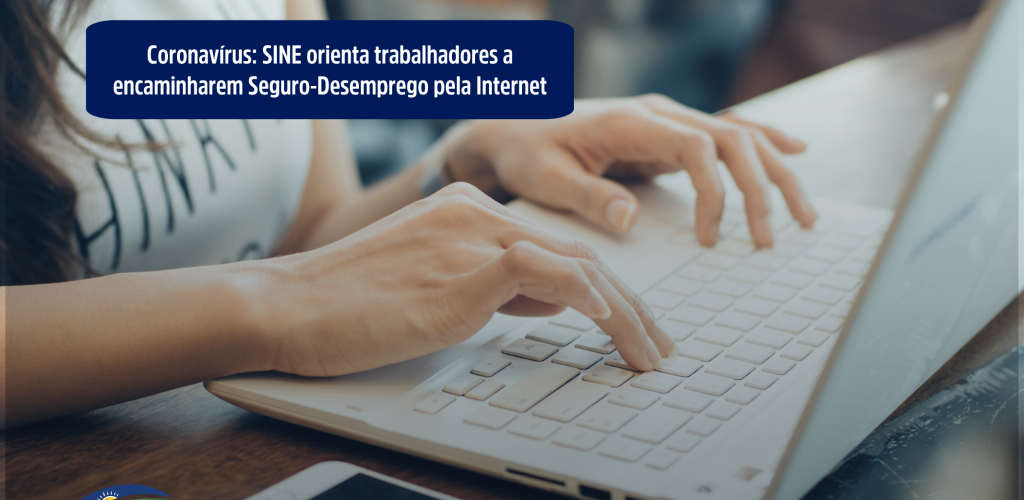 Coronavírus: SINE orienta trabalhadores a
encaminharem Seguro-Desemprego pela Internet